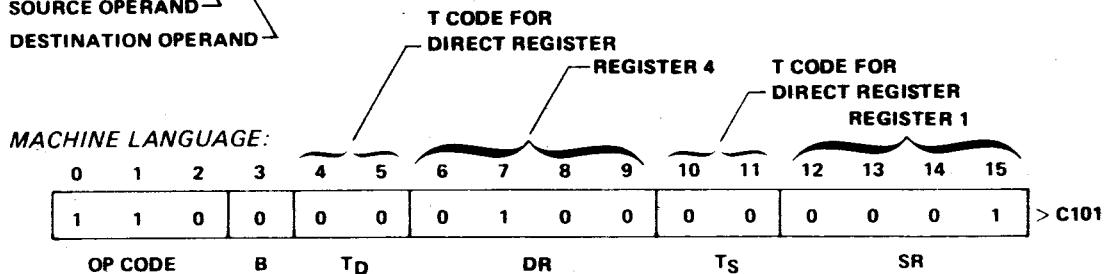 SOURCE OPERAND
DESTINATION OPERAND
T CODE FOR
DIRECT REGISTER
REGISTER 4
T CODE FOR
DIRECT REGISTER
REGISTER 1
MACHINE LANGUAGE:
0 1 2 3 4 5 6 7 8 9 10 11 12 13 14 15
1 1 0 0 0 0 0 1 0 0 0 0 0 0 0 1 > C101
OP CODE B TD DR TS SR